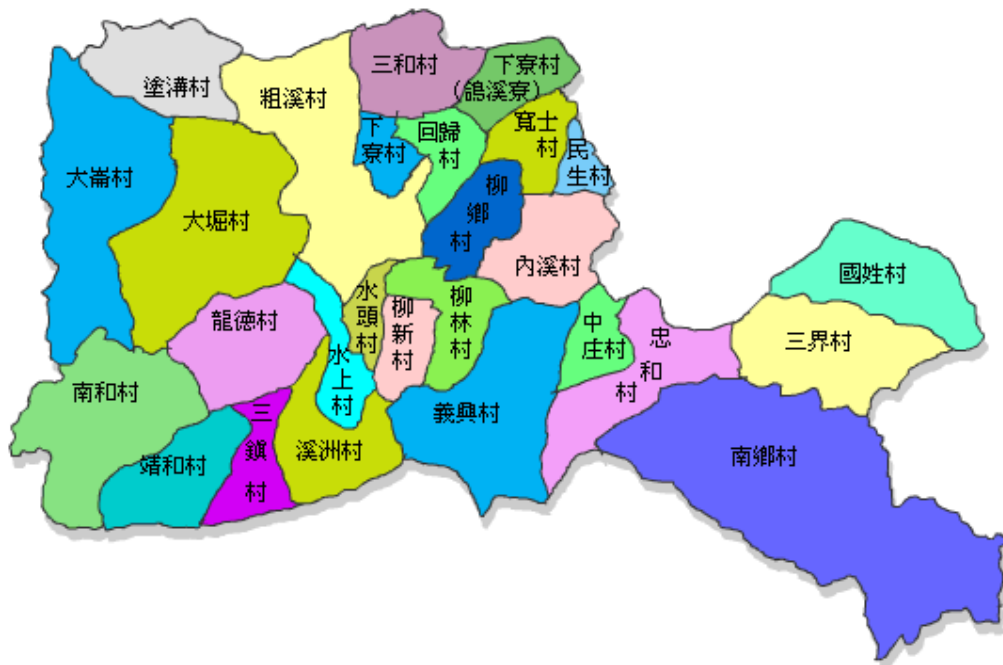 塗溝村
粗溪村
三和村
下寮村
(鴿溪寮)
大崙村
大堀村
下寮村
回歸村
寬士村
民生村
柳鄉村
內溪村
國姓村
龍德村
水上村
水頭村
柳新村
柳林村
中庄村
忠和村
三界村
南和村
靖和村
三鎮村
溪洲村
義興村
南鄉村